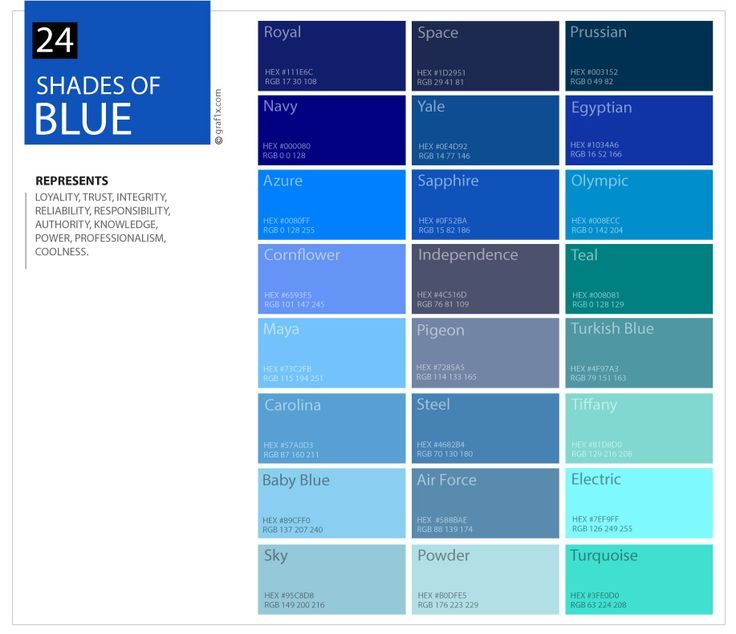 24
SHADES OF
BLUE
© graf1x.com
REPRESENTS
LOYALITY, TRUST, INTEGRITY,
RELIABILITY, RESPONSIBILITY,
AUTHORITY, KNOWLEDGE,
POWER, PROFESSIONALISM,
COOLNESS.
Royal
HEX #111E6C
RGB 17 30 108
Space
HEX #1D2951
RGB 29 41 81
Prussian
HEX #003152
RGB 0 49 82
Navy
HEX #000080
RGB 0 0 128
Yale
HEX #0E4D92
RGB 14 77 146
Egyptian
HEX #1034A6
RGB 16 52 166
Azure
HEX #0080FF
RGB 0 128 255
Sapphire
HEX #0F52BA
RGB 15 82 186
Olympic
HEX #008ECC
RGB 0 142 204
Cornflower
HEX #6593F5
RGB 101 147 245
Independence
HEX #4C516D
RGB 76 81 109
Teal
HEX #008081
RGB 0 128 129
Maya
HEX #73C2FB
RGB 115 194 251
Pigeon
HEX #7285A5
RGB 114 133 165
Turkish Blue
HEX #4F97A3
RGB 79 151 163
Carolina
HEX #57A0D3
RGB 87 160 211
Steel
HEX #4682B4
RGB 70 130 180
Tiffany
HEX #81D8D0
RGB 129 216 208
Baby Blue
HEX #89CFF0
RGB 137 207 240
Air Force
HEX #588BAE
RGB 88 139 174
Electric
HEX #7EF9FF
RGB 126 249 255
Sky
HEX #95C8D8
RGB 149 200 216
Powder
HEX #B0DFE5
RGB 176 223 229
Turquoise
HEX #3FE0D0
RGB 63 224 208